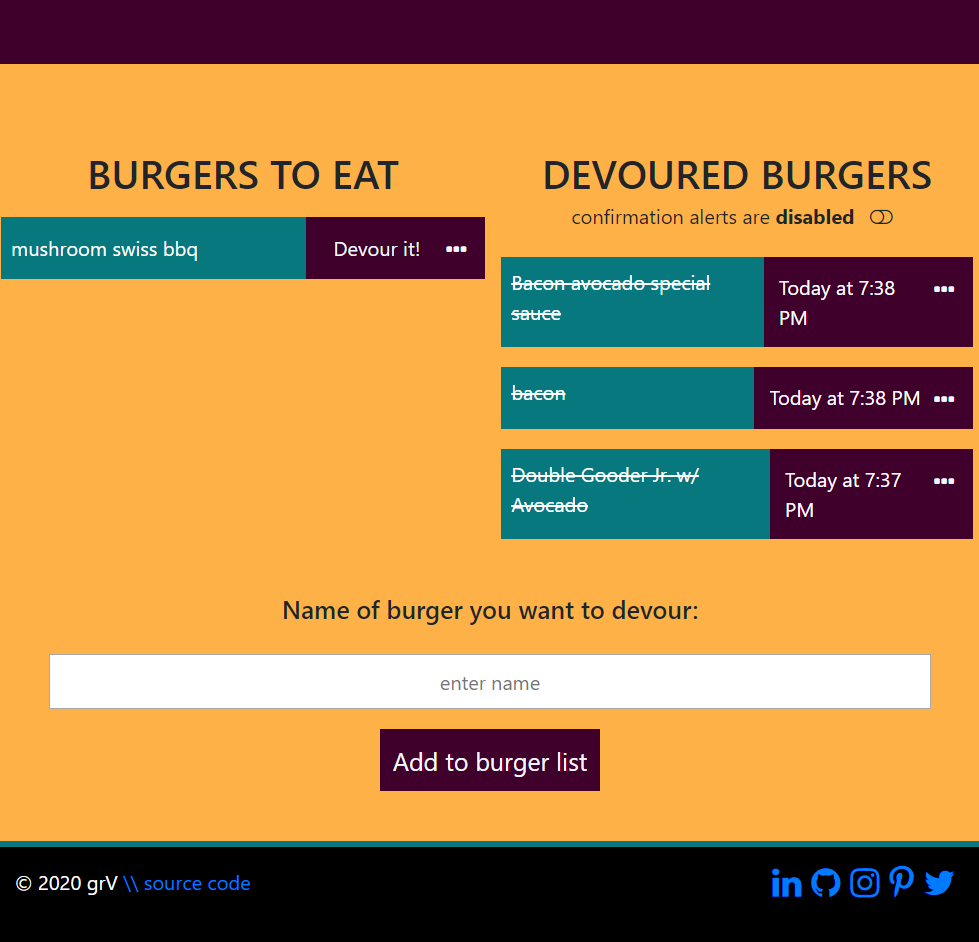 BURGERS TO EAT
mushroom swiss bbq
Devour it!
DEVOURED BURGERS
confirmation alerts are disabled
Bacon avocado special
sauce
Today at 7:38
PM
bacon
Today at 7:38 PM
Double Gooder Jr. w/
Avocado
Today at 7:37
PM
Name of burger you want to devour:
enter name
Add to burger list
© 2020 grV \\ source code